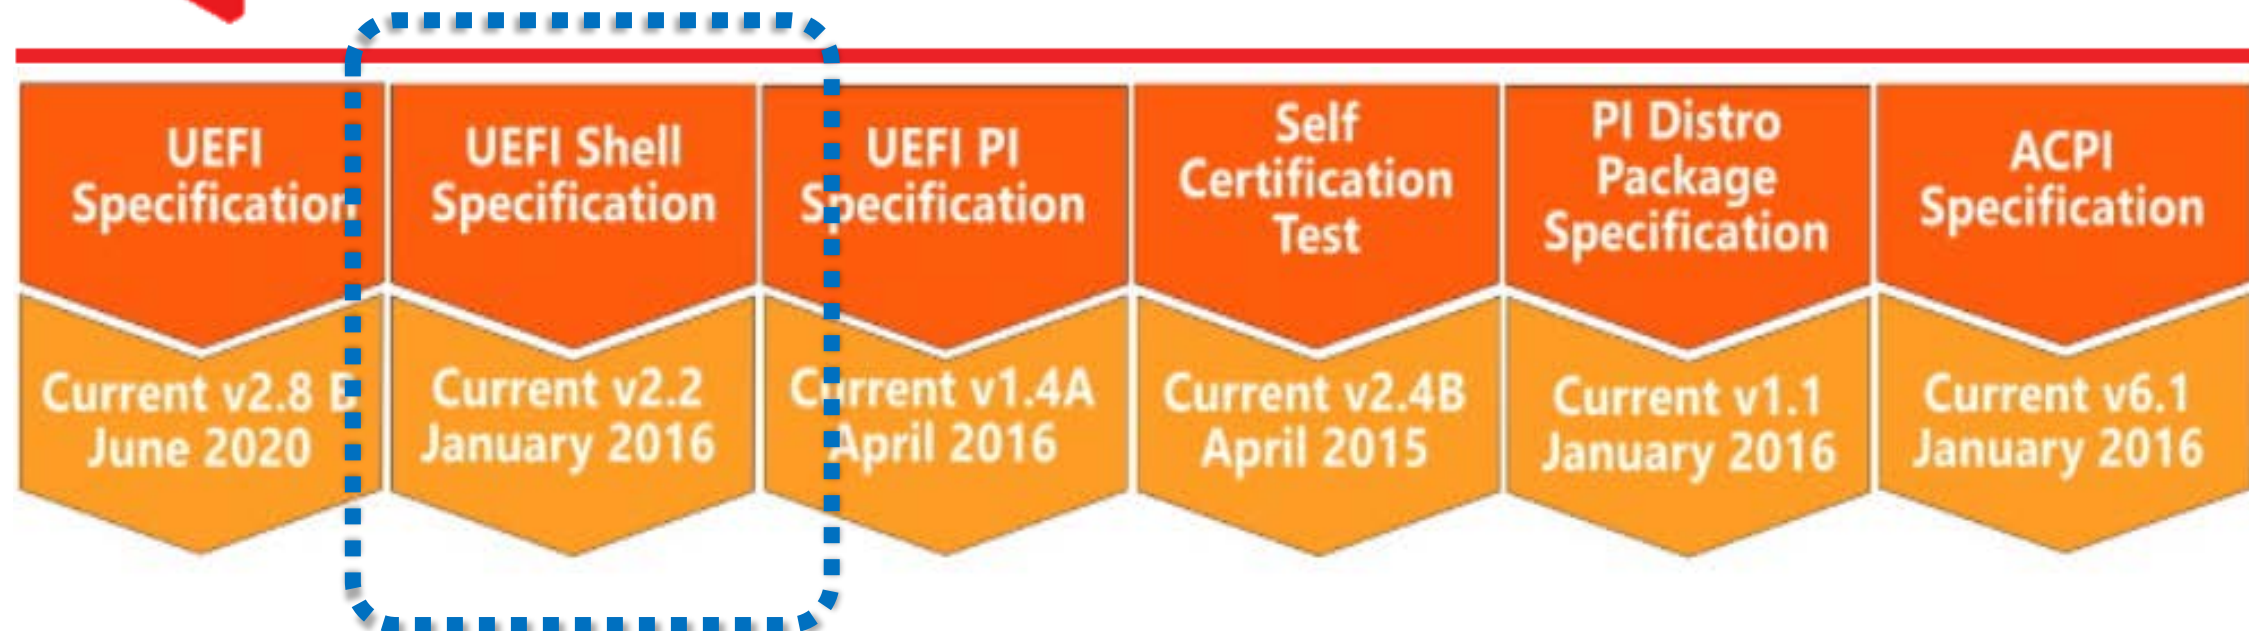 UEFI
Specification
UEFI Shell
Specification
UEFI PI
Specification
Self
Certification
Test
PI Distro
Package
Specification
ACPI
Specification
Current v2.8 B
June 2020
Current v2.2
January 2016
Current v1.4A
April 2016
Current v2.4B
April 2015
Current v1.1
January 2016
Current v6.1
January 2016